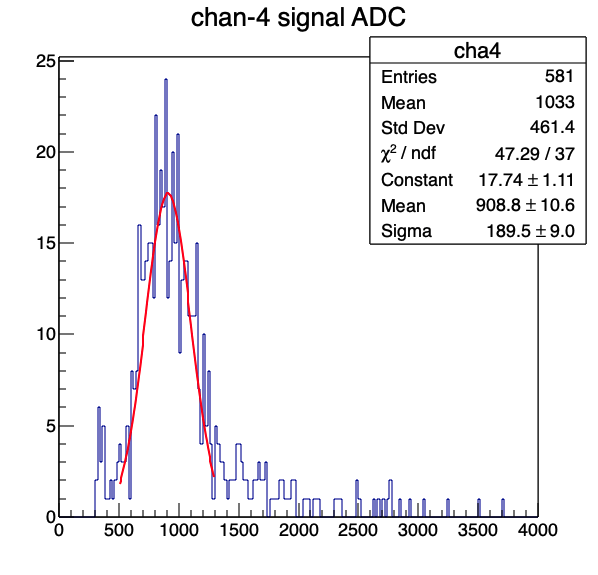 chan-4 signal ADC
cha4
Entries 581
Mean 1033
Std Dev 461.4
χ² / ndf 47.29 / 37
Constant 17.74 ± 1.11
Mean 908.8 ± 10.6
Sigma 189.5 ± 9.0
25
20
15
10
5
0
0 500 1000 1500 2000 2500 3000 3500 4000